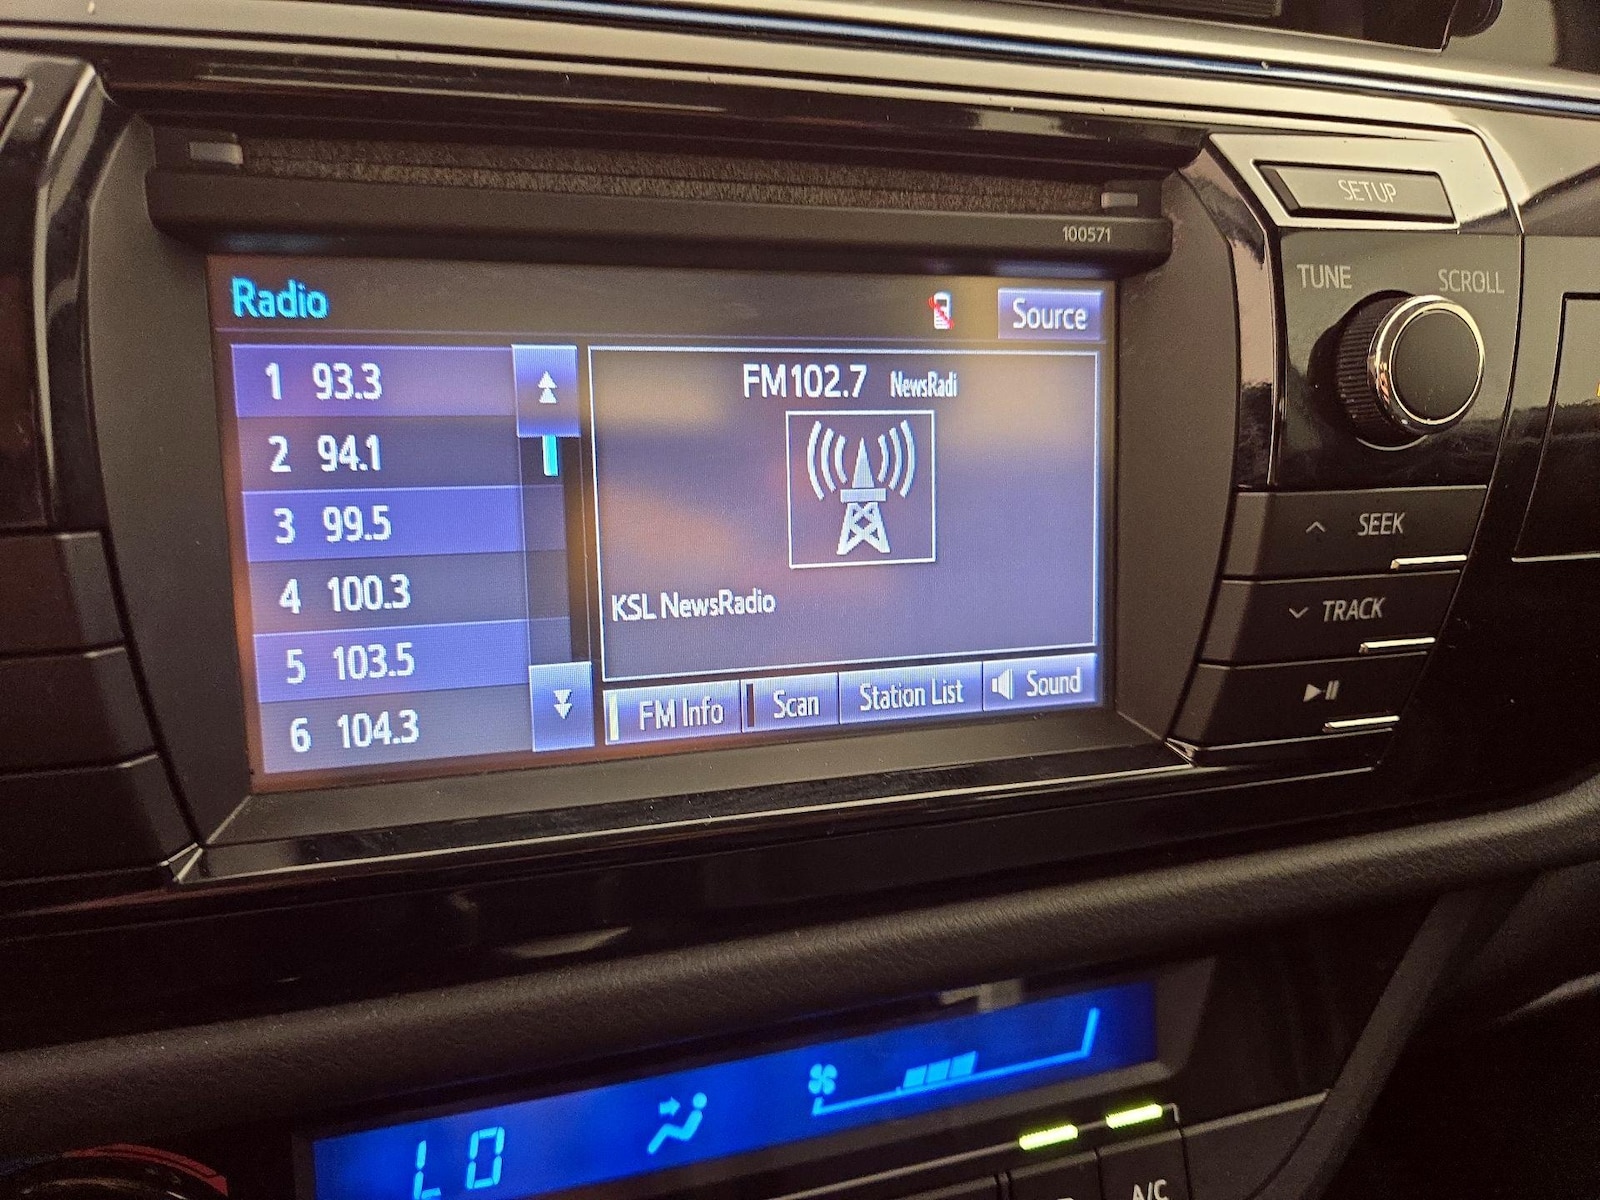 SETUP
100571
TUNE SCROLL
Radio
Source
1 93.3
2 94.1
3 99.5
4 100.3
5 103.5
6 104.3
FM102.7 NewsRadi
KSL NewsRadio
FM Info
Scan
Station List
Sound
SEEK
TRACK
LO
A/C